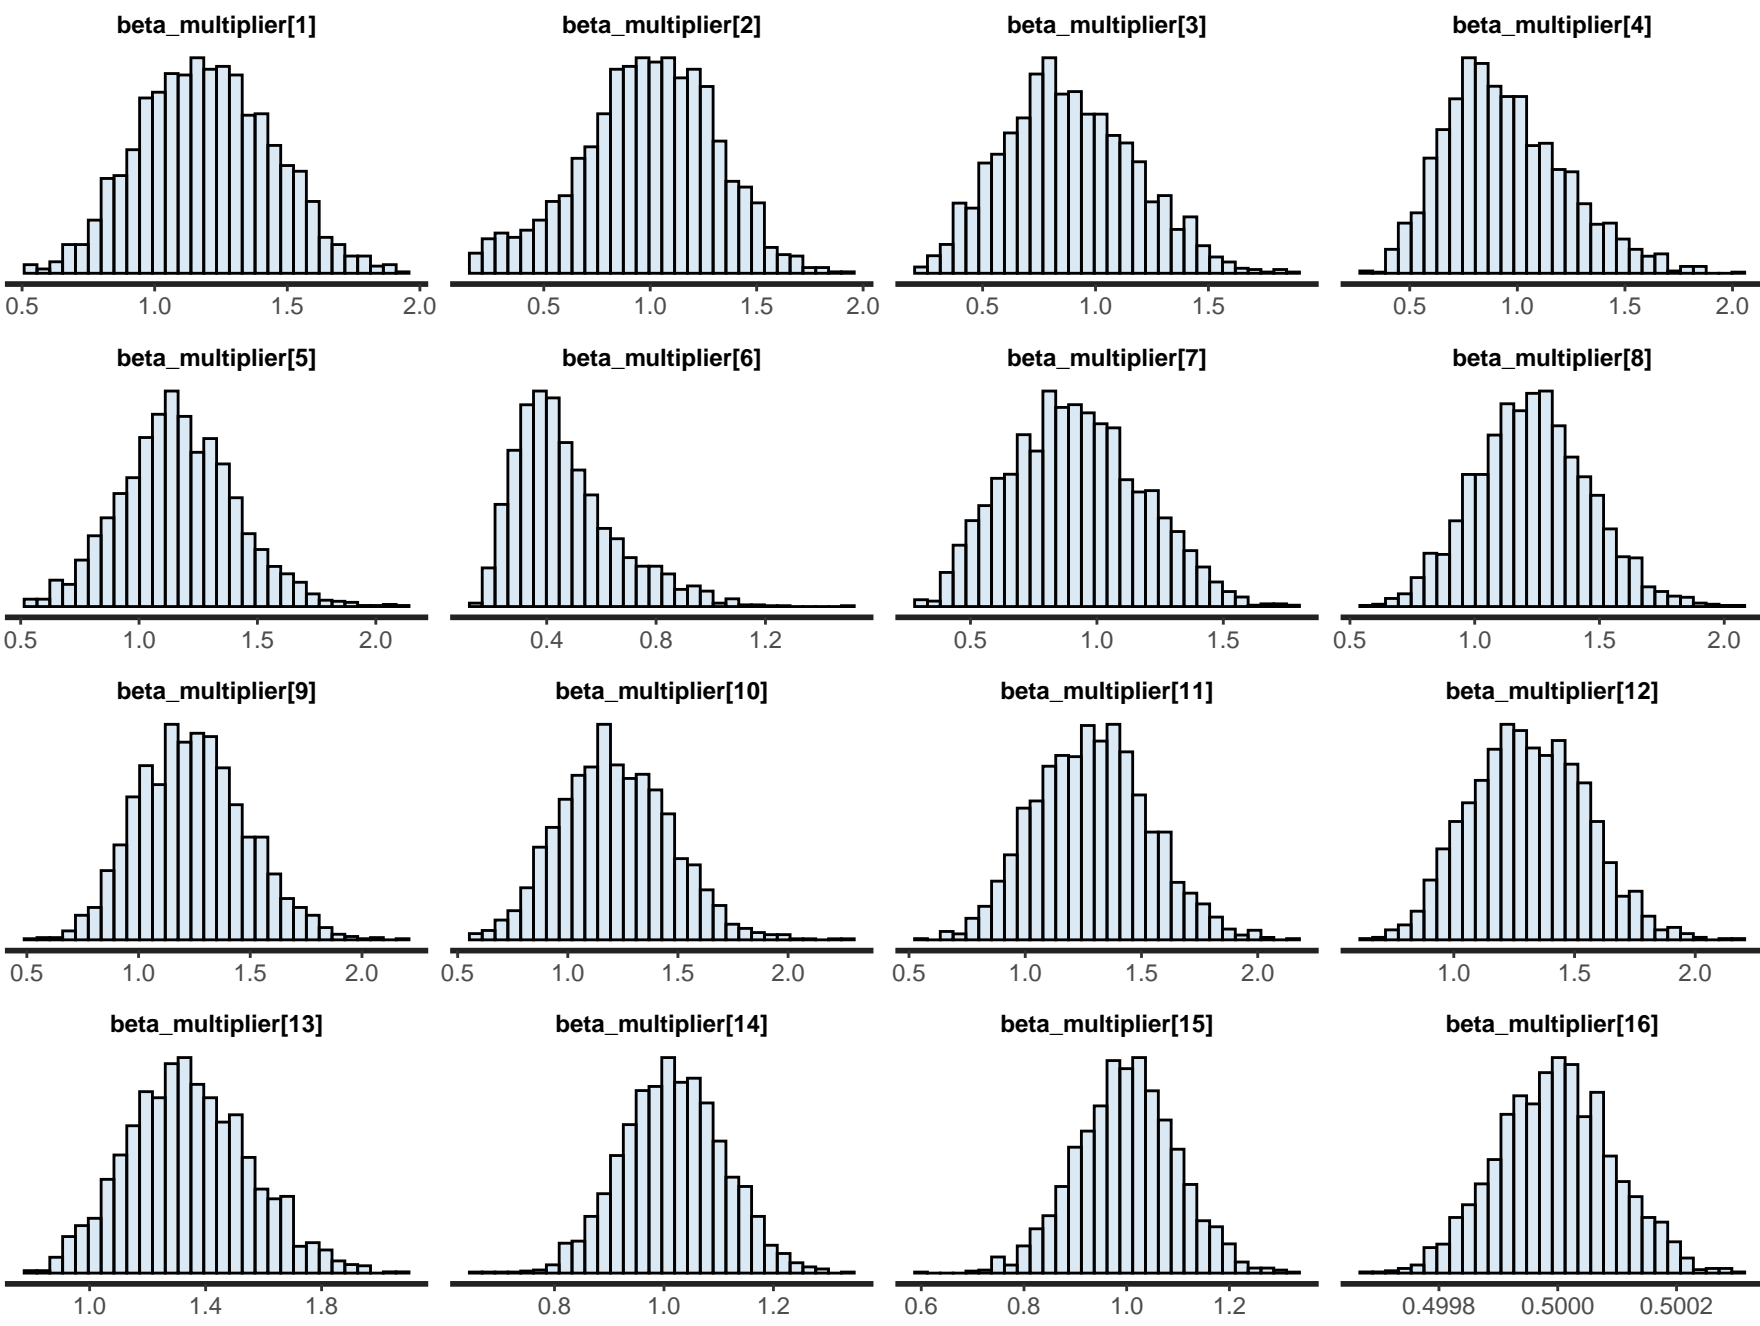 beta_multiplier[1] beta_multiplier[2] beta_multiplier[3] beta_multiplier[4]
0.5 1.0 1.5 2.0 0.5 1.0 1.5 2.0 0.5 1.0 1.5 0.5 1.0 1.5 2.0
beta_multiplier[5] beta_multiplier[6] beta_multiplier[7] beta_multiplier[8]
0.5 1.0 1.5 2.0 0.4 0.8 1.2 0.5 1.0 1.5 0.5 1.0 1.5 2.0
beta_multiplier[9] beta_multiplier[10] beta_multiplier[11] beta_multiplier[12]
0.5 1.0 1.5 2.0 0.5 1.0 1.5 2.0 0.5 1.0 1.5 2.0 1.0 1.5 2.0
beta_multiplier[13] beta_multiplier[14] beta_multiplier[15] beta_multiplier[16]
1.0 1.4 1.8 0.8 1.0 1.2 0.6 0.8 1.0 1.2 0.4998 0.5000 0.5002